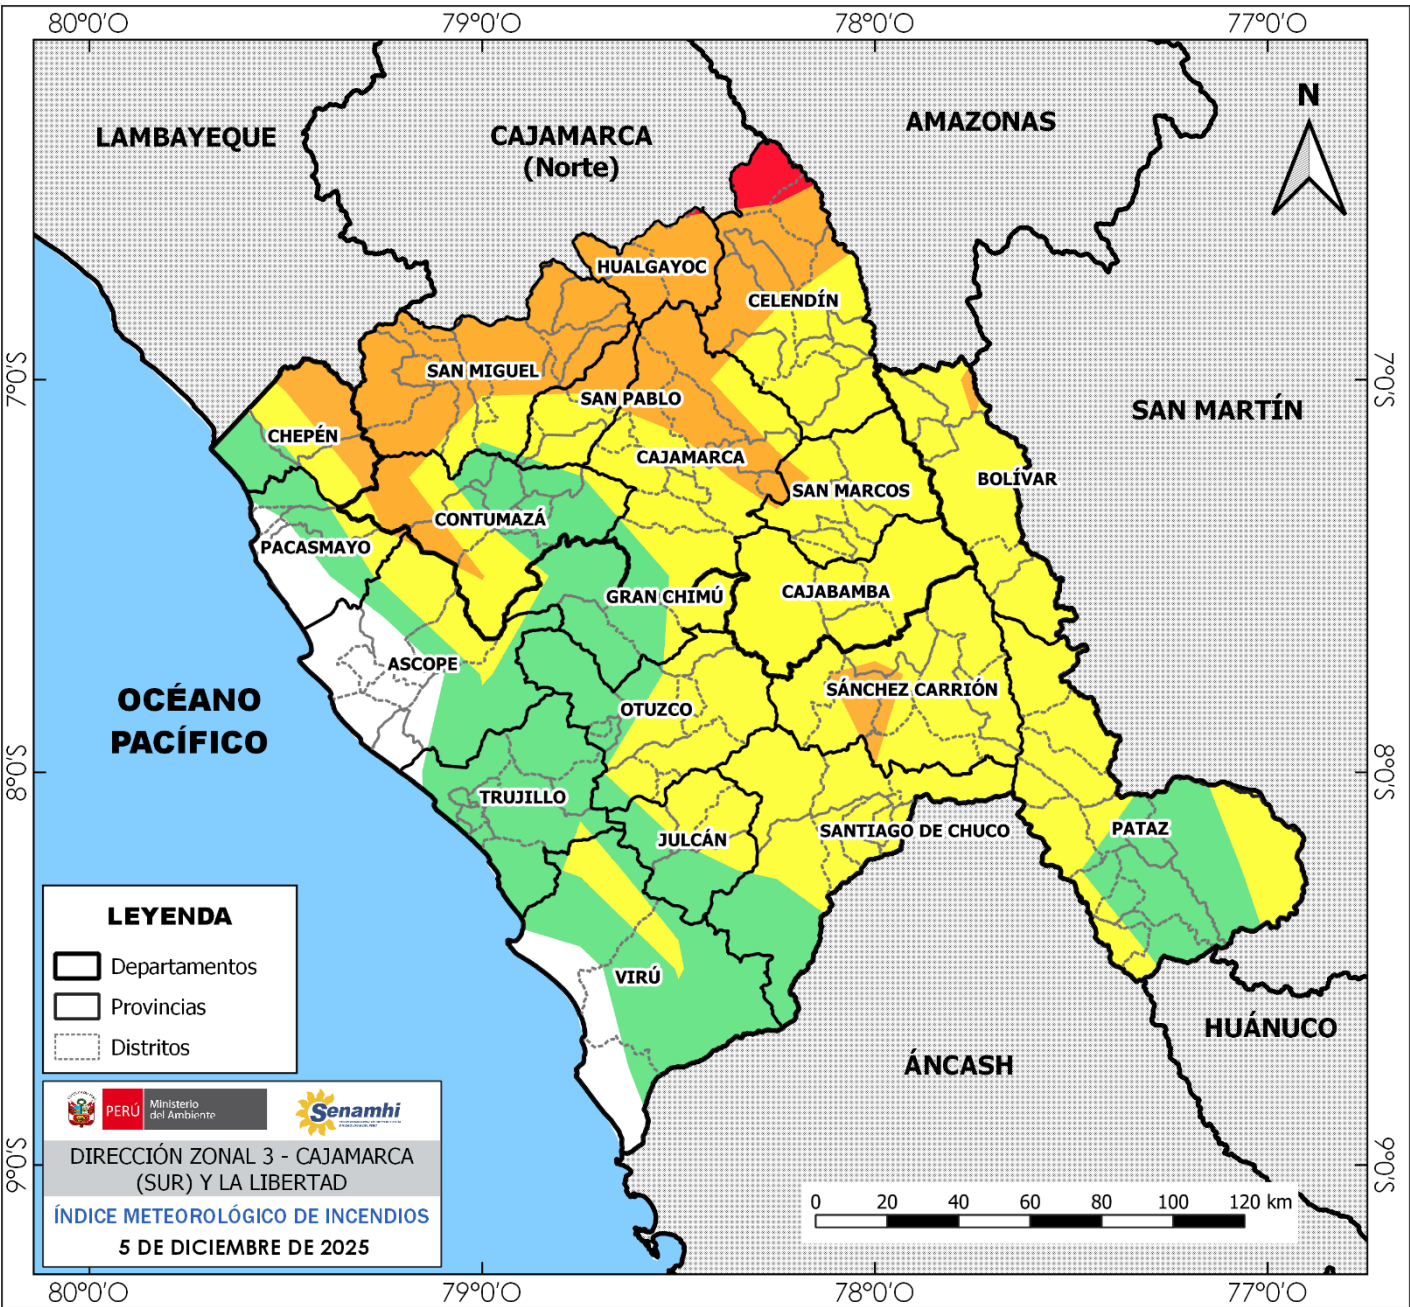 80°0'O 79°0'O 78°0'O 77°0'O
N
LAMBAYEQUE
CAJAMARCA
(Norte)
AMAZONAS
HUALGAYOC
CELENDÍN
7°0'S
7°0'S
SAN MIGUEL
SAN PABLO
SAN MARTÍN
CHEPÉN
CAJAMARCA
SAN MARCOS
BOLÍVAR
CONTUMAZÁ
PACASMAYO
GRAN CHIMÚ
CAJABAMBA
ASCOPE
OCÉANO
PACÍFICO
SÁNCHEZ CARRIÓN
OTUZCO
8°0'S
8°0'S
TRUJILLO
JULCÁN
SANTIAGO DE CHUCO
PATAZ
VIRÚ
HUÁNUCO
ÁNCASH
LEYENDA
Departamentos
Provincias
Distritos
PERÚ
Ministerio
del Ambiente
Senamhi
DIRECCIÓN ZONAL 3 - CAJAMARCA
(SUR) Y LA LIBERTAD
ÍNDICE METEOROLÓGICO DE INCENDIOS
5 DE DICIEMBRE DE 2025
9°0'S
9°0'S
0 20 40 60 80 100 120 km
80°0'O 79°0'O 78°0'O 77°0'O